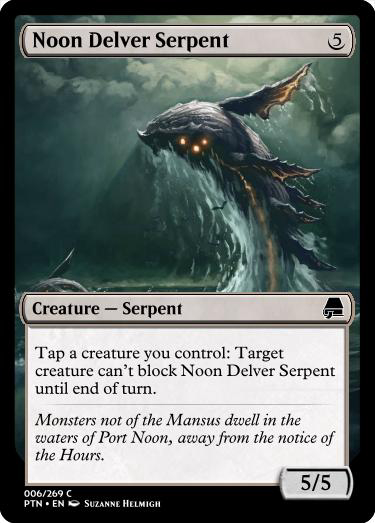 Noon Delver Serpent 5
Creature — Serpent
Tap a creature you control: Target
creature can't block Noon Delver Serpent
until end of turn.
Monsters not of the Mansus dwell in the
waters of Port Noon, away from the notice of
the Hours.
5/5
006/269 C
PTN • EN Suzanne Helmigh